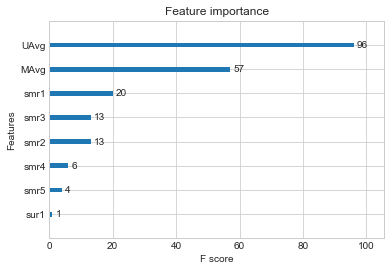 Feature importance
UAvg 96
MAvg 57
smr1 20
smr3 13
smr2 13
smr4 6
smr5 4
sur1 1
Features
0 20 40 60 80 100
F score